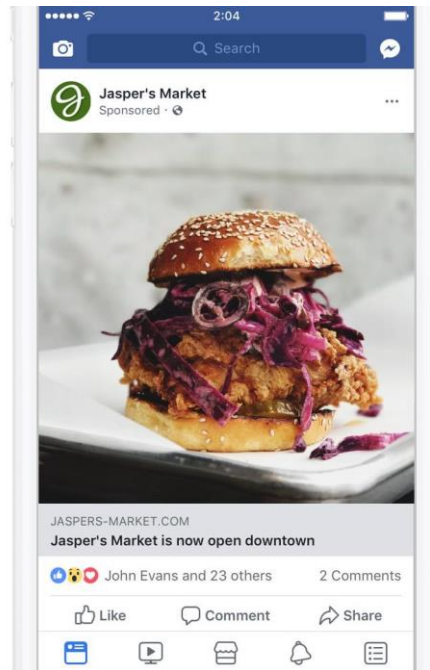 2:04
Search
Jasper's Market
Sponsored ·
JASPERS-MARKET.COM
Jasper's Market is now open downtown
John Evans and 23 others 2 Comments
Like Comment Share